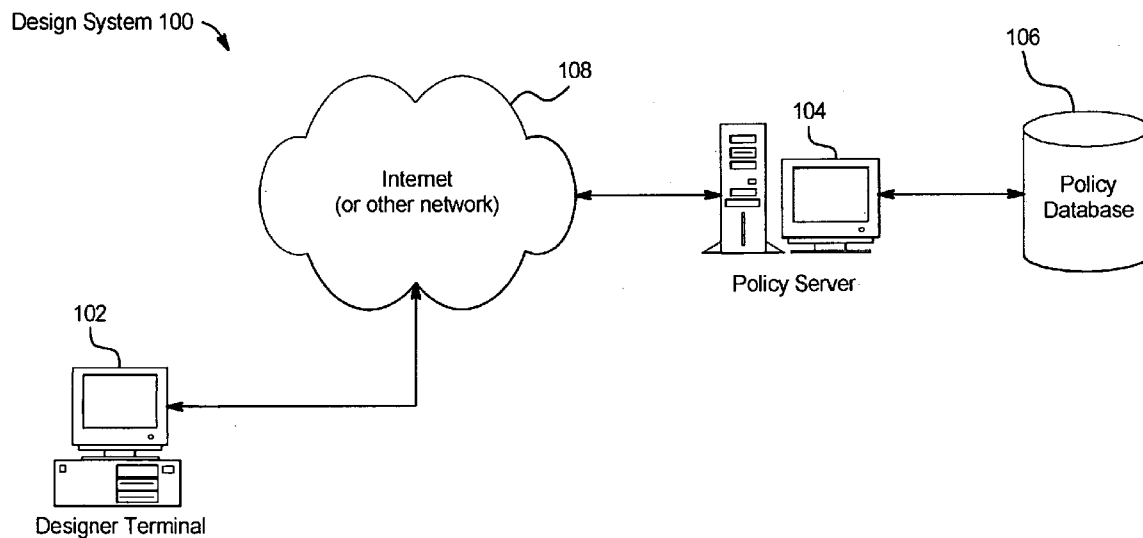 Design System 100
108
106
104
Internet
(or other network)
Policy
Database
Policy Server
102
Designer Terminal